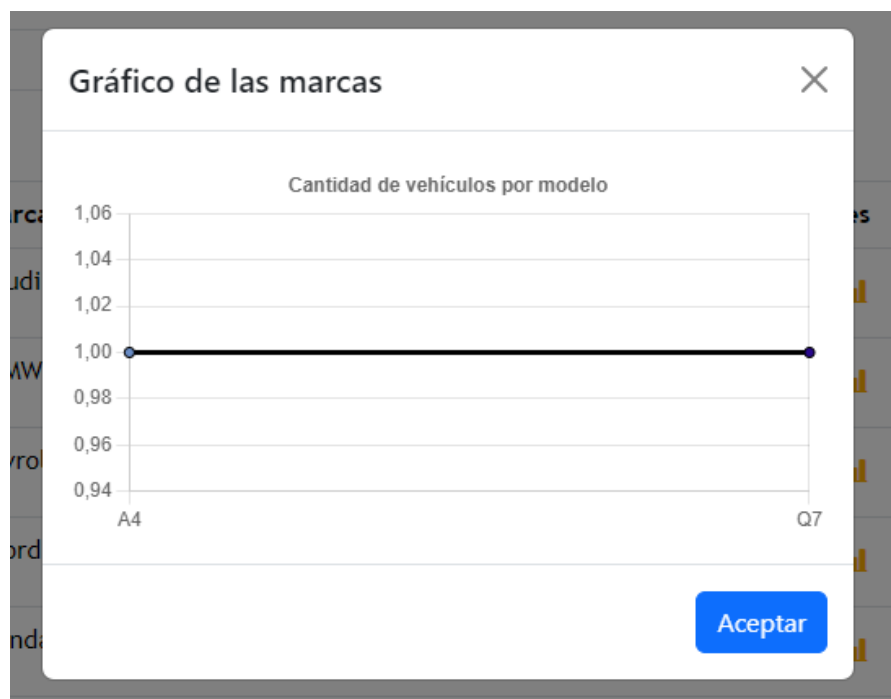 Gráfico de las marcas
Cantidad de vehículos por modelo
1,06
1,04
1,02
1,00
0,98
0,96
0,94
A4 Q7
Aceptar